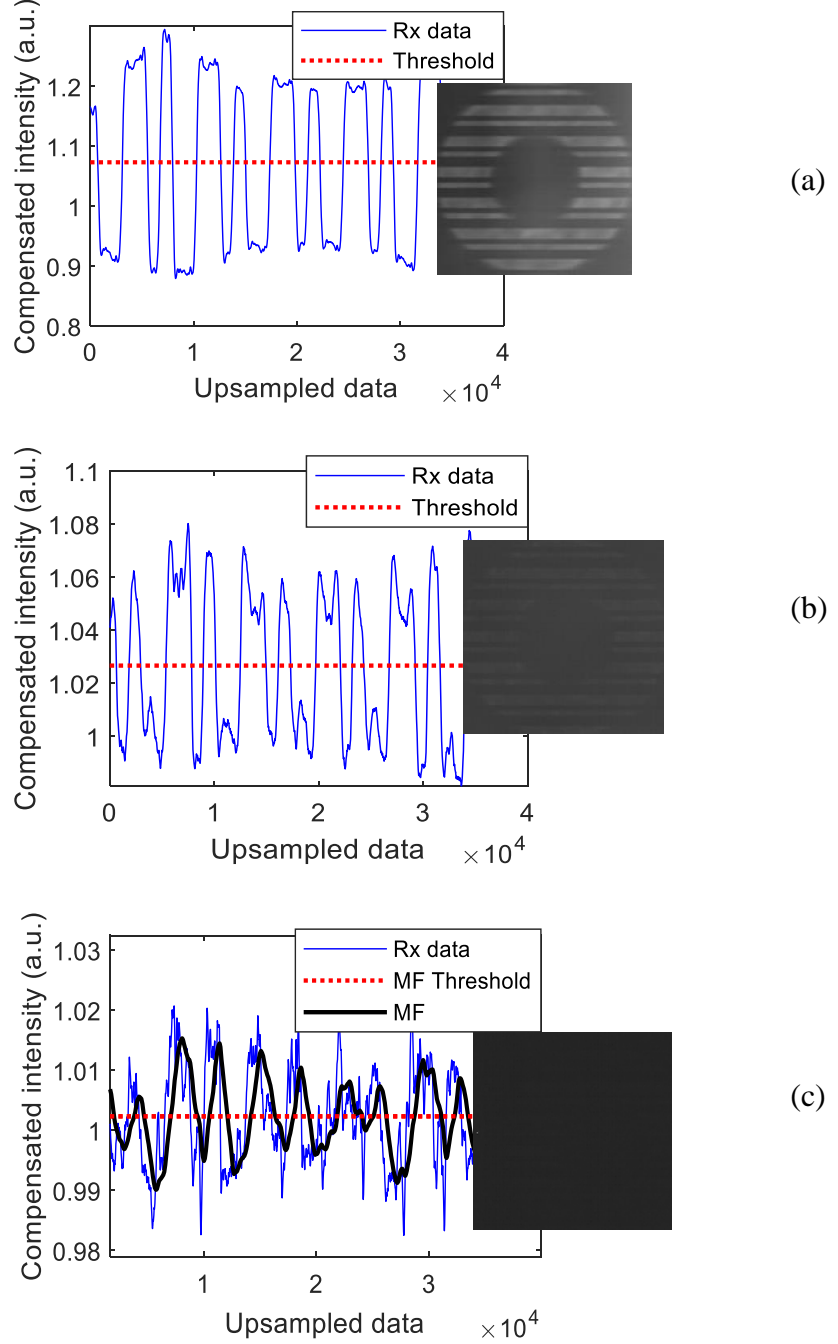 Compensated intensity (a.u.)
1.2
1.1
1
0.9
0.8
0
1
2
3
4
Upsampled data
×10^4
Rx data
Threshold
(a)
Compensated intensity (a.u.)
1.1
1.08
1.06
1.04
1.02
1
0
1
2
3
4
Upsampled data
×10^4
Rx data
Threshold
(b)
Compensated intensity (a.u.)
1.03
1.02
1.01
1
0.99
0.98
1
2
3
Upsampled data
×10^4
Rx data
MF Threshold
MF
(c)